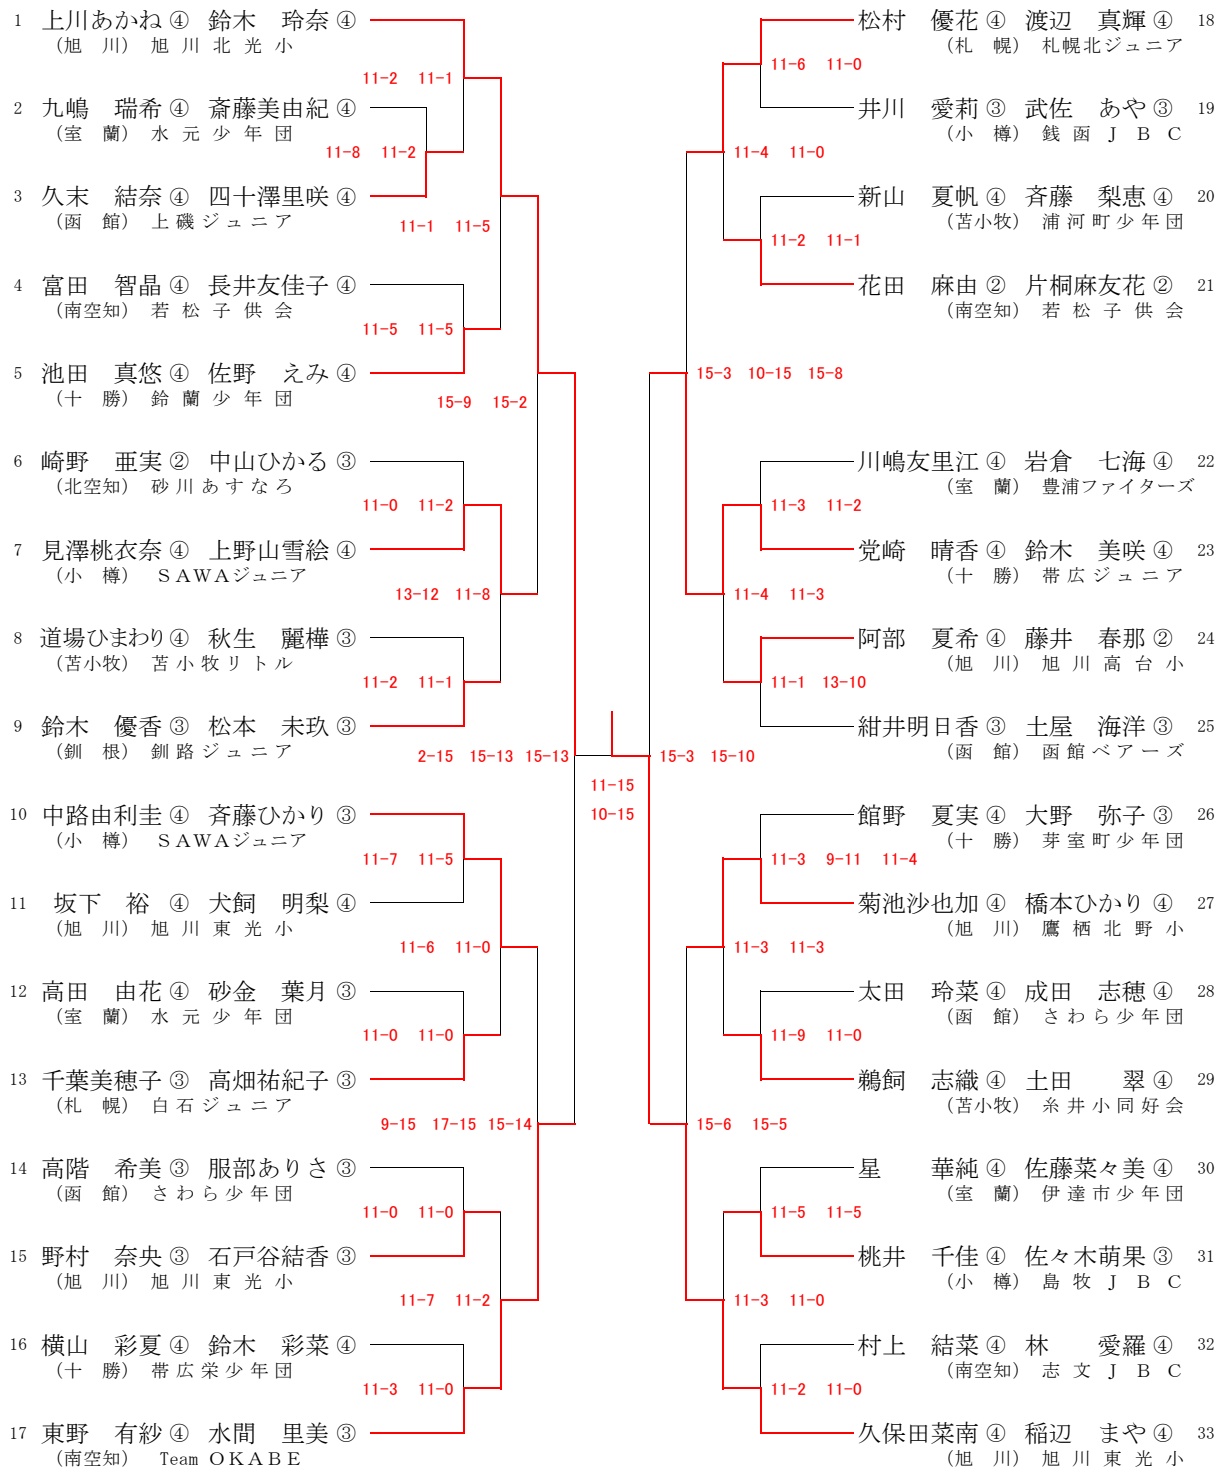 1 上川あかね ④ 鈴木 玲奈 ④
(旭 川) 旭 川 北 光 小
11-2 11-1
2 九嶋 瑞希 ④ 斎藤美由紀 ④
(室 蘭) 水 元 少 年 団
11-8 11-2
3 久末 結奈 ④ 四十澤里咲 ④
(函 館) 上 磯 ジ ュ ニ ア
11-1 11-5
4 富田 智晶 ④ 長井友佳子 ④
(南空知) 若 松 子 供 会
11-5 11-5
5 池田 真悠 ④ 佐野 えみ ④
(十 勝) 鈴 蘭 少 年 団
15-9 15-2
6 崎野 亜実 ② 中山ひかる ③
(北空知) 砂 川 あ す な ろ
11-0 11-2
7 見澤桃衣奈 ④ 上野山雪絵 ④
(小 樽) ＳＡＷＡジュニア
13-12 11-8
8 道場ひまわり ④ 秋生 麗樺 ③
(苫小牧) 苫 小 牧 リ ト ル
11-2 11-1
9 鈴木 優香 ③ 松本 未玖 ③
(釧 根) 釧 路 ジ ュ ニ ア
2-15 15-13 15-13
11-15
10-15
10 中路由利圭 ④ 斉藤ひかり ③
(小 樽) ＳＡＷＡジュニア
11-7 11-5
11 坂下 裕 ④ 犬飼 明梨 ④
(旭 川) 旭 川 東 光 小
11-6 11-0
12 高田 由花 ④ 砂金 葉月 ③
(室 蘭) 水 元 少 年 団
11-0 11-0
13 千葉美穂子 ③ 高畑祐紀子 ③
(札 幌) 白 石 ジ ュ ニ ア
9-15 17-15 15-14
14 高階 希美 ③ 服部ありさ ③
(函 館) さ わ ら 少 年 団
11-0 11-0
15 野村 奈央 ③ 石戸谷結香 ③
(旭 川) 旭 川 東 光 小
11-7 11-2
16 横山 彩夏 ④ 鈴木 彩菜 ④
(十 勝) 帯 広 栄 少 年 団
11-3 11-0
17 東野 有紗 ④ 水間 里美 ③
(南空知) Team ＯＫＡＢＥ
松村 優花 ④ 渡辺 真輝 ④ 18
(札 幌) 札幌北ジュニア
11-6 11-0
井川 愛莉 ③ 武佐 あや ③ 19
(小 樽) 銭 函 Ｊ Ｂ Ｃ
11-4 11-0
新山 夏帆 ④ 斉藤 梨恵 ④ 20
(苫小牧) 浦 河 町 少 年 団
11-2 11-1
花田 麻由 ② 片桐麻友花 ② 21
(南空知) 若 松 子 供 会
15-3 10-15 15-8
川嶋友里江 ④ 岩倉 七海 ④ 22
(室 蘭) 豊浦ファイターズ
11-3 11-2
党崎 晴香 ④ 鈴木 美咲 ④ 23
(十 勝) 帯 広 ジ ュ ニ ア
11-4 11-3
阿部 夏希 ④ 藤井 春那 ② 24
(旭 川) 旭 川 高 台 小
11-1 13-10
紺井明日香 ③ 土屋 海洋 ③ 25
(函 館) 函 館 ベ ア ー ズ
15-3 15-10
館野 夏実 ④ 大野 弥子 ③ 26
(十 勝) 芽 室 町 少 年 団
11-3 9-11 11-4
菊池沙也加 ④ 橋本ひかり ④ 27
(旭 川) 鷹 栖 北 野 小
11-3 11-3
太田 玲菜 ④ 成田 志穂 ④ 28
(函 館) さ わ ら 少 年 団
11-9 11-0
鵜飼 志織 ④ 土田 翠 ④ 29
(苫小牧) 糸 井 小 同 好 会
15-6 15-5
星 華純 ④ 佐藤菜々美 ④ 30
(室 蘭) 伊 達 市 少 年 団
11-5 11-5
桃井 千佳 ④ 佐々木萌果 ③ 31
(小 樽) 島 牧 Ｊ Ｂ Ｃ
11-3 11-0
村上 結菜 ④ 林 愛羅 ④ 32
(南空知) 志 文 Ｊ Ｂ Ｃ
11-2 11-0
久保田菜南 ④ 稲辺 まや ④ 33
(旭 川) 旭 川 東 光 小